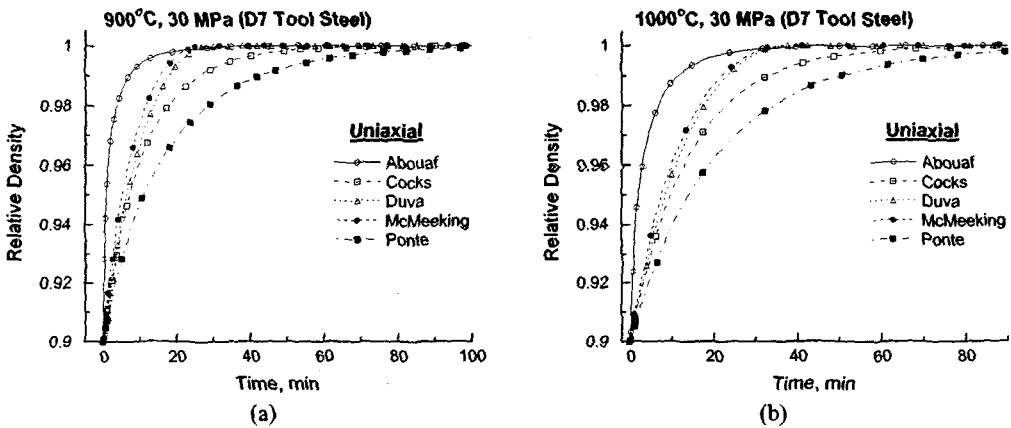 900°C, 30 MPa (D7 Tool Steel)
Relative Density
1
0.98
0.96
0.94
0.92
0.9
Uniaxial
Abouaf
Cocks
Duva
McMeeking
Ponte
0
20
40
60
80
100
Time, min
(a)
1000°C, 30 MPa (D7 Tool Steel)
Relative Density
1
0.98
0.96
0.94
0.92
0.9
Uniaxial
Abouaf
Cocks
Duva
McMeeking
Ponte
0
20
40
60
80
Time, min
(b)